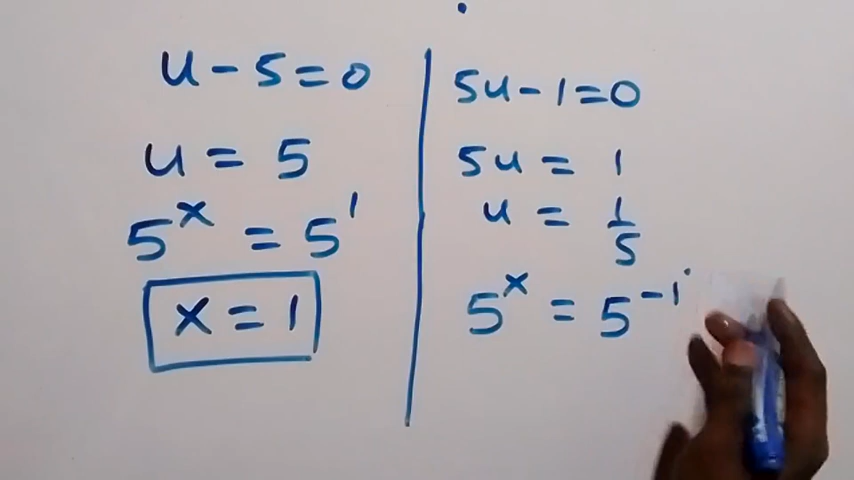 u - 5 = 0
u = 5
5^x = 5^1
x = 1
5u - 1 = 0
5u = 1
u = 1/5
5^x = 5^-1